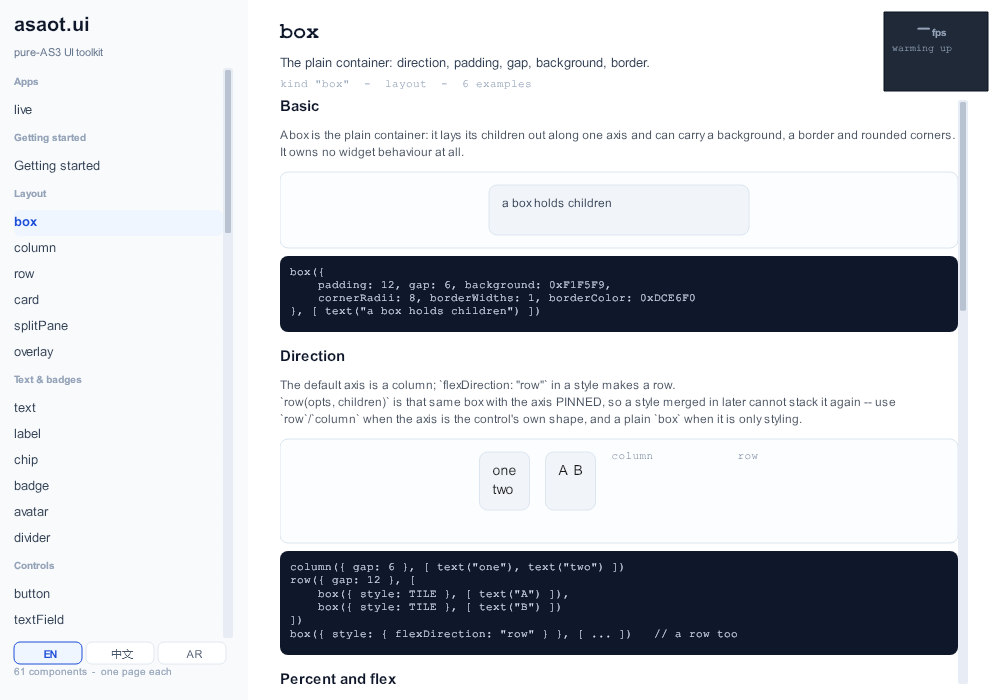 asaot.ui
pure-AS3 UI toolkit
Apps
live
Getting started
Getting started
Layout
box
column
row
card
splitPane
overlay
Text & badges
text
label
chip
badge
avatar
divider
Controls
button
textField
EN 中文 AR
61 components - one page each
box
The plain container: direction, padding, gap, background, border.
kind "box" - layout - 6 examples
fps
warming up
Basic
A box is the plain container: it lays its children out along one axis and can carry a background, a border and rounded corners.
It owns no widget behaviour at all.
a box holds children
box({
    padding: 12, gap: 6, background: 0xF1F5F9,
    cornerRadii: 8, borderWidths: 1, borderColor: 0xDCE6F0
}, [ text("a box holds children") ])
Direction
The default axis is a column; `flexDirection: "row"` in a style makes a row.
`row(opts, children)` is that same box with the axis PINNED, so a style merged in later cannot stack it again -- use
`row`/`column` when the axis is the control's own shape, and a plain `box` when it is only styling.
one
two
A B
column
row
column({ gap: 6 }, [ text("one"), text("two") ])
row({ gap: 12 }, [
    box({ style: TILE }, [ text("A") ]),
    box({ style: TILE }, [ text("B") ])
])
box({ style: { flexDirection: "row" } }, [ ... ])   // a row too
Percent and flex